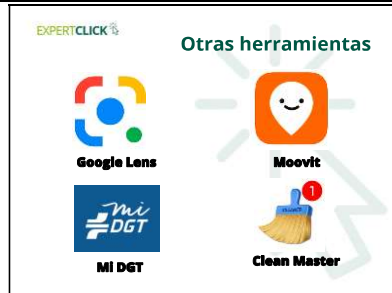 EXPERTCLICK
Otras herramientas
Google Lens
Moovit
mi
DGT
1
Mi DGT
Clean Master